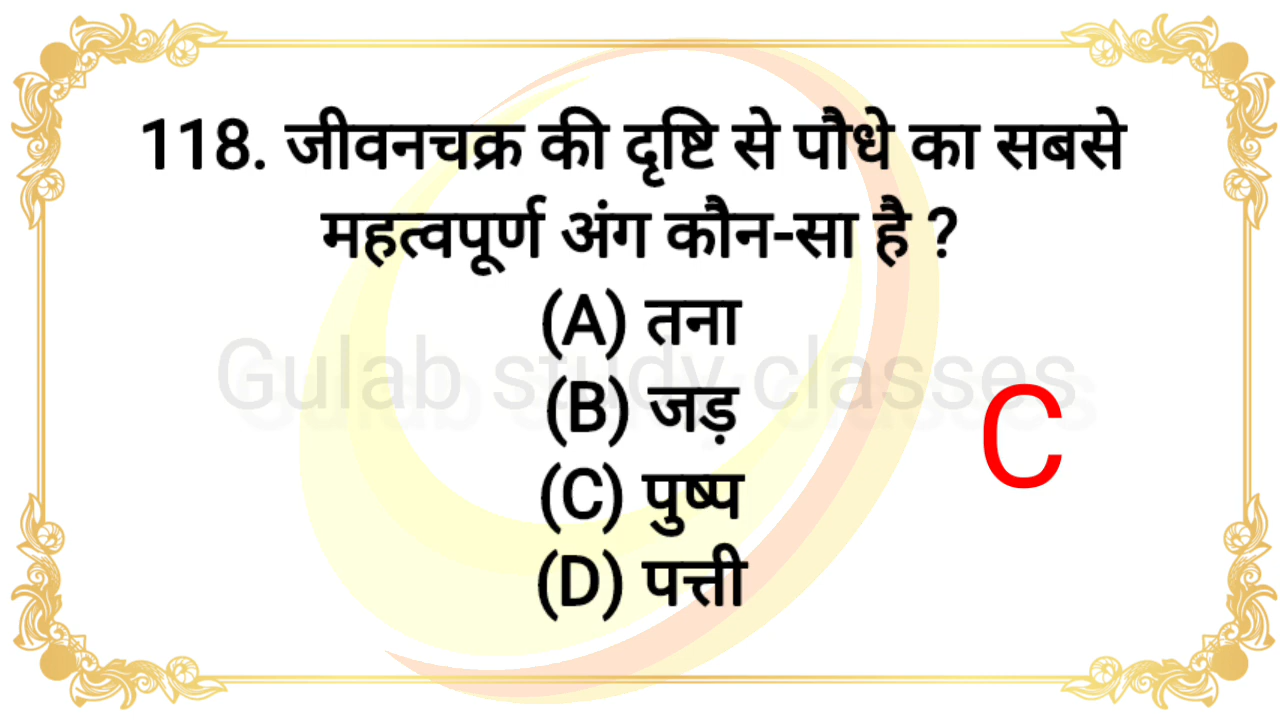 118. जीवनचक्र की दृष्टि से पौधे का सबसे
महत्वपूर्ण अंग कौन-सा है ?
(A) तना
Gulab study classes
(B) जड़
C
(C) पुष्प
(D) पत्ती